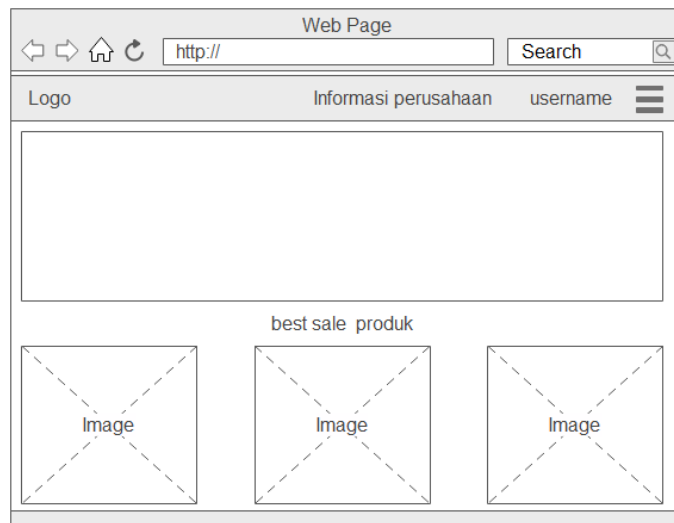 Web Page
http://
Search
Logo
Informasi perusahaan
username
best sale produk
Image
Image
Image